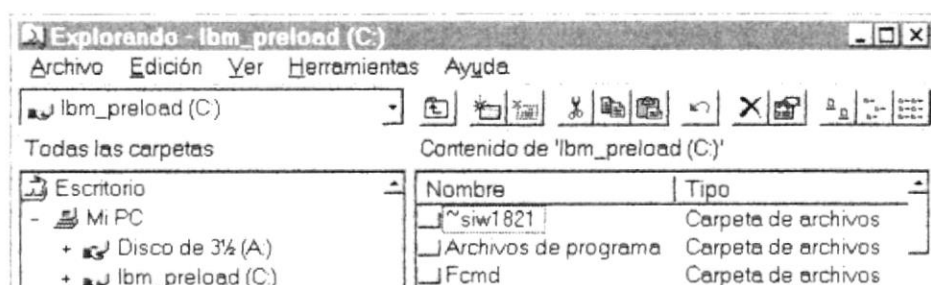 Explorando - Ibm_preload (C:)
Archivo Edición Ver Herramientas Ayuda
Ibm_preload (C:)
Todas las carpetas
Contenido de 'Ibm_preload (C:)'
Escritorio
Mi PC
Disco de 3½ (A:)
Ibm_preload (C:)
Nombre Tipo
~siw1821 Carpeta de archivos
Archivos de programa Carpeta de archivos
Fcmd Carpeta de archivos